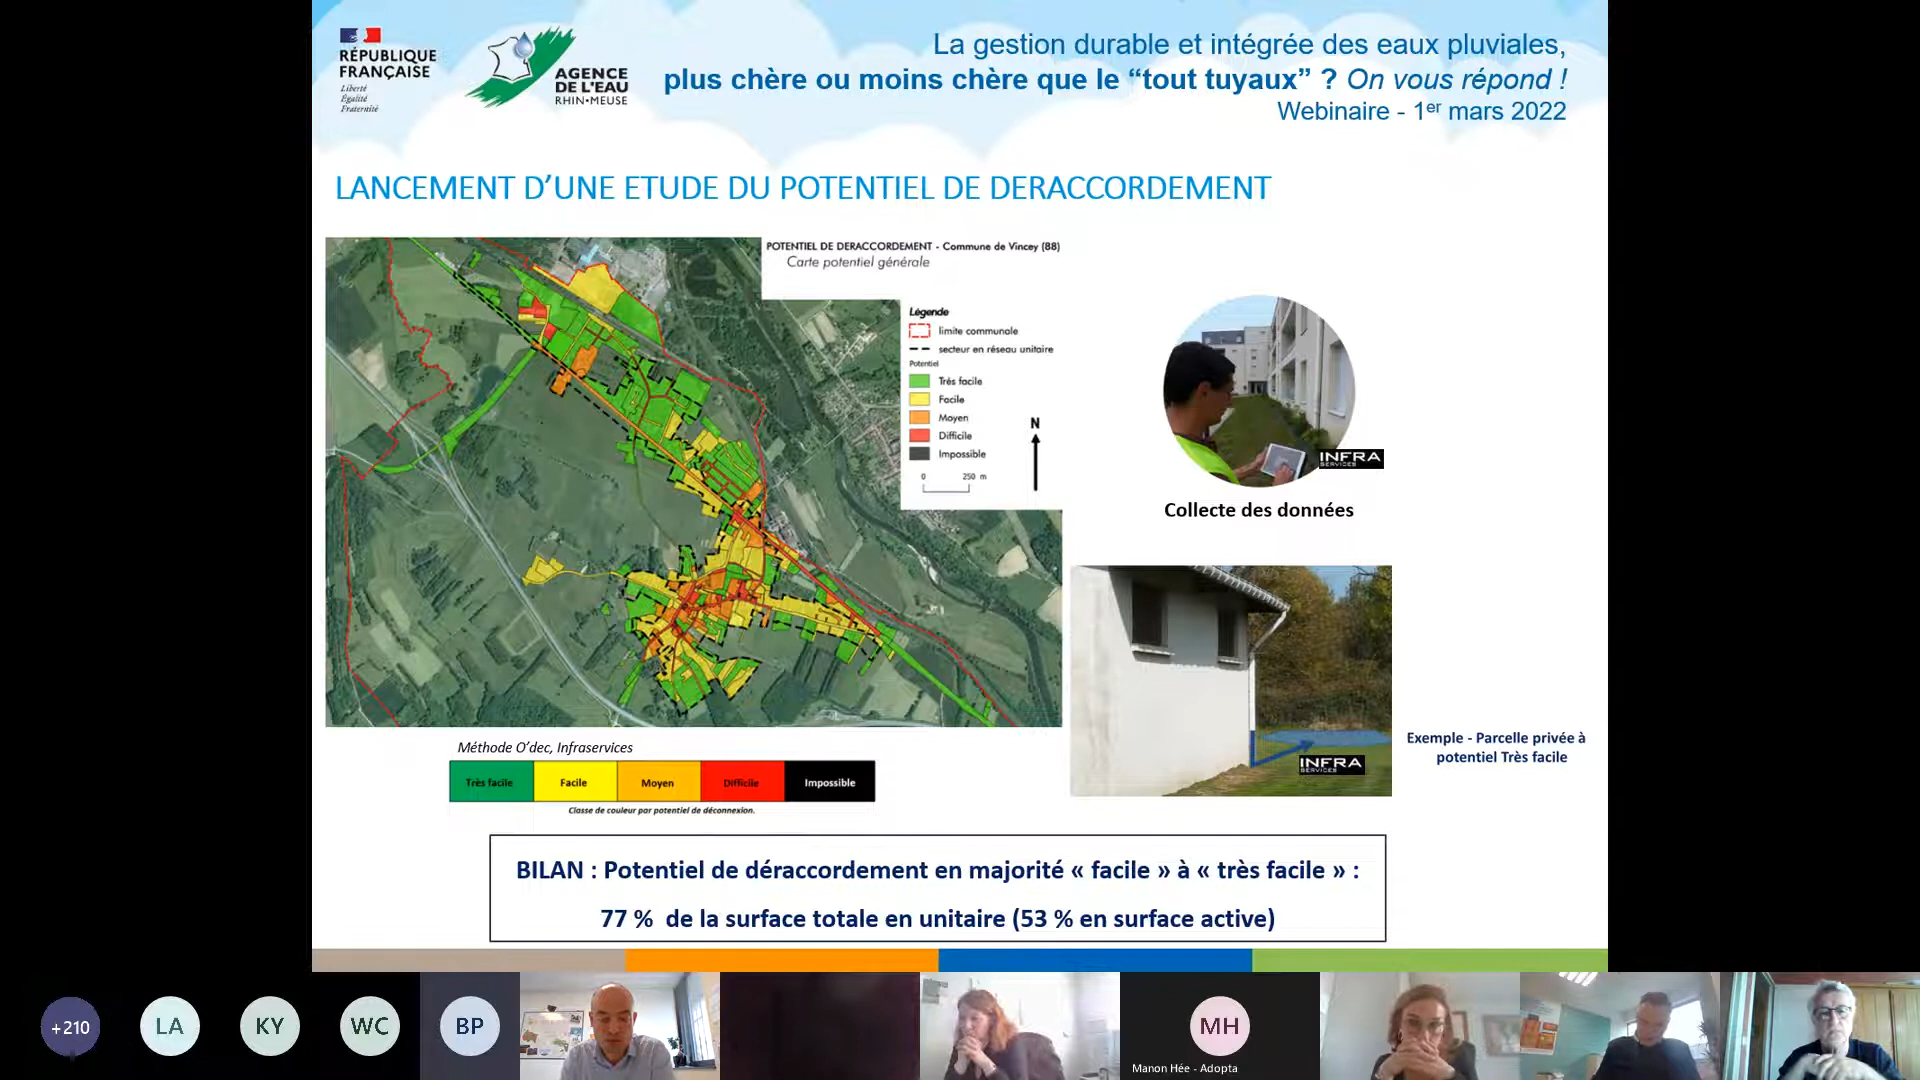 RÉPUBLIQUE
FRANÇAISE
Liberté
Égalité
Fraternité
AGENCE
DE L'EAU
RHIN•MEUSE
La gestion durable et intégrée des eaux pluviales,
plus chère ou moins chère que le “tout tuyaux” ? On vous répond !
Webinaire - 1er mars 2022
LANCEMENT D’UNE ETUDE DU POTENTIEL DE DERACCORDEMENT
POTENTIEL DE DERACCORDEMENT - Commune de Vincey (88)
Carte potentiel générale
Légende
limite communale
secteur en réseau unitaire
Potentiel
Très facile
Facile
Moyen
Difficile
Impossible
N
0 250 m
INFRA
SERVICES
Collecte des données
INFRA
SERVICES
Exemple - Parcelle privée à
potentiel Très facile
Méthode O’dec, Infraservices
Très facile Facile Moyen Difficile Impossible
Classe de couleur par potentiel de déconnexion.
BILAN : Potentiel de déraccordement en majorité « facile » à « très facile » :
77 % de la surface totale en unitaire (53 % en surface active)
+210 LA KY WC BP MH
Manon Hée - Adopta